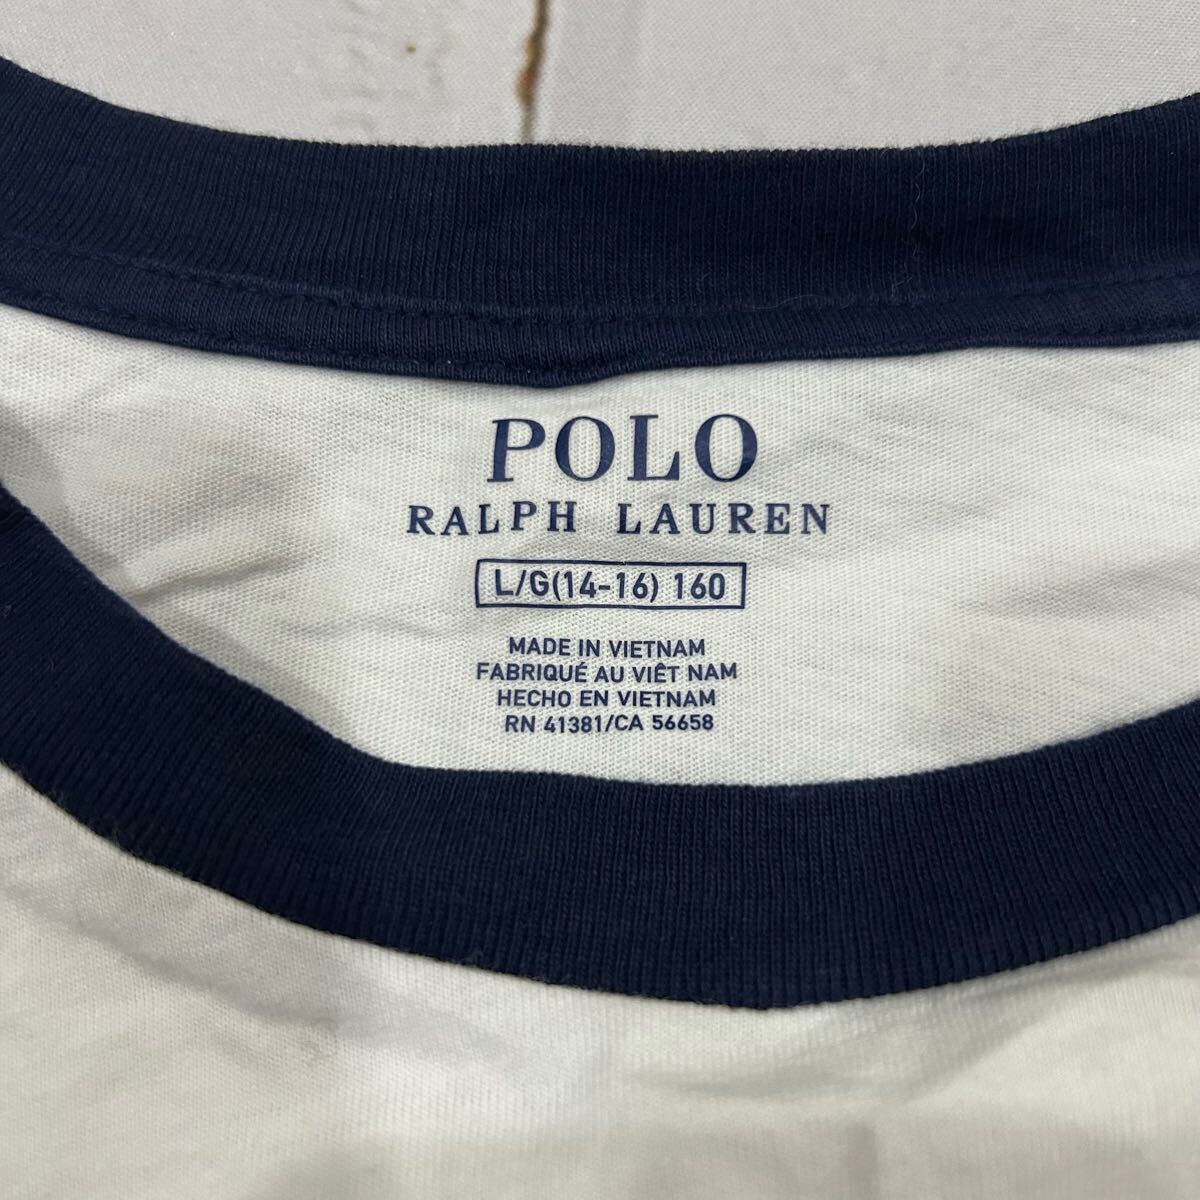 POLO
RALPH LAUREN
L/G(14-16) 160
MADE IN VIETNAM
FABRIQUÉ AU VIÊT NAM
HECHO EN VIETNAM
RN 41381/CA 56658